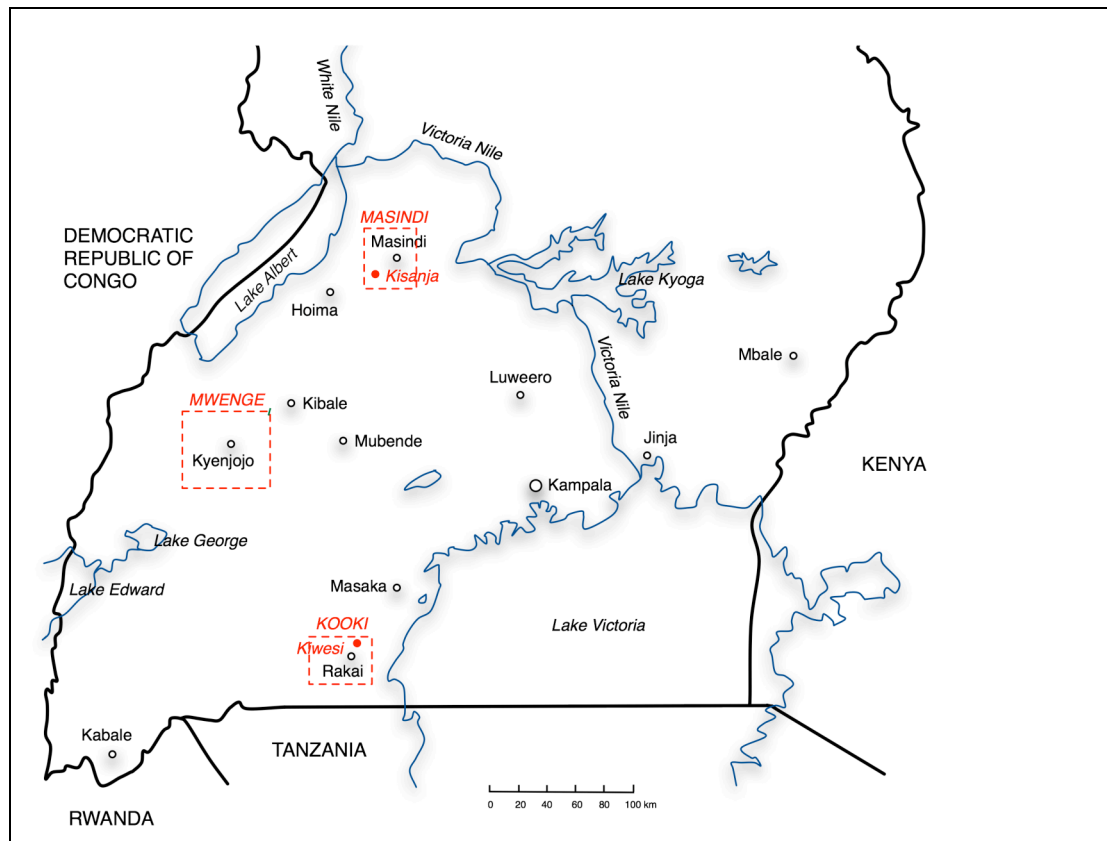 White Nile
Victoria Nile
MASINDI
Masindi
Kisanja
DEMOCRATIC
REPUBLIC OF
CONGO
Lake Albert
Hoima
Lake Kyoga
Victoria Nile
Mbale
MWENGE
Kibale
Luweero
Kyenjojo
Mubende
Jinja
KENYA
Kampala
Lake George
Lake Edward
Masaka
KOOKI
Lake Victoria
Kiwesi
Rakai
Kabale
TANZANIA
RWANDA
0 20 40 60 80 100 km